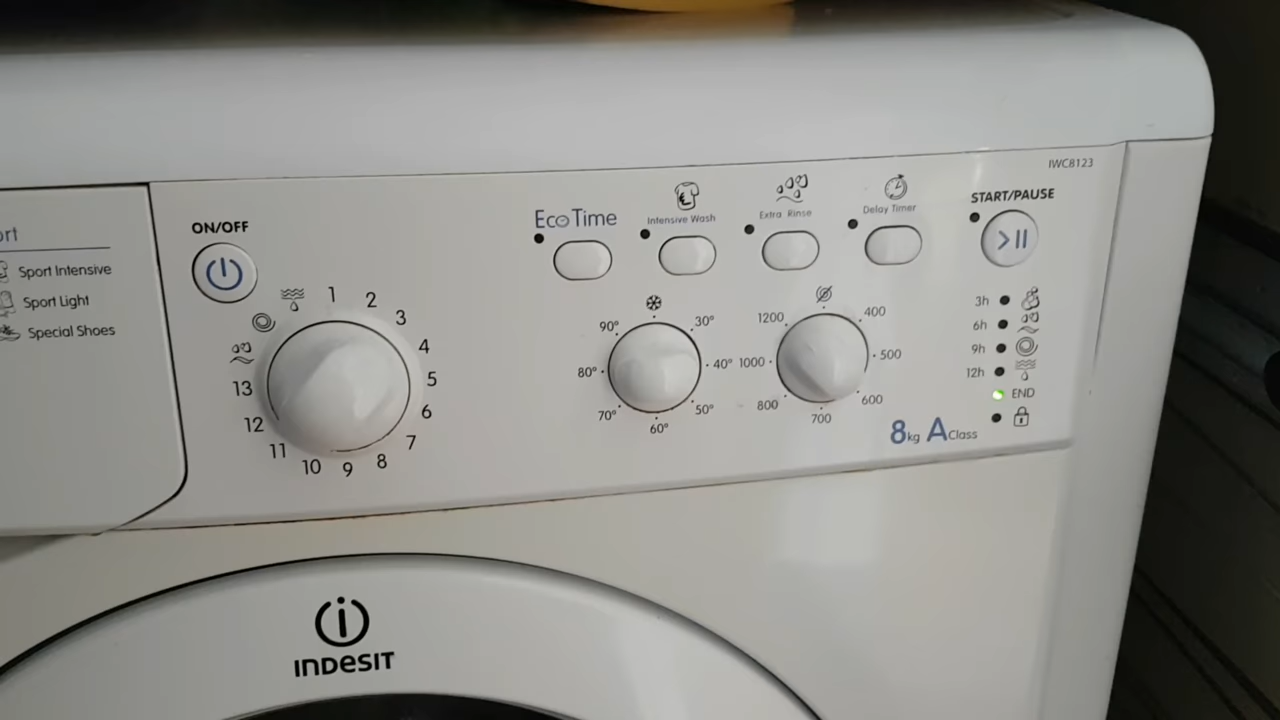 IWC8123
ort
Sport Intensive
Sport Light
Special Shoes
ON/OFF
Eco Time
Intensive Wash
Extra Rinse
Delay Timer
START/PAUSE
1
2
3
4
5
6
7
8
9
10
11
12
13
30°
40°
50°
60°
70°
80°
90°
400
500
600
700
800
1000
1200
3h
6h
9h
12h
END
8kg A Class
INDESIT